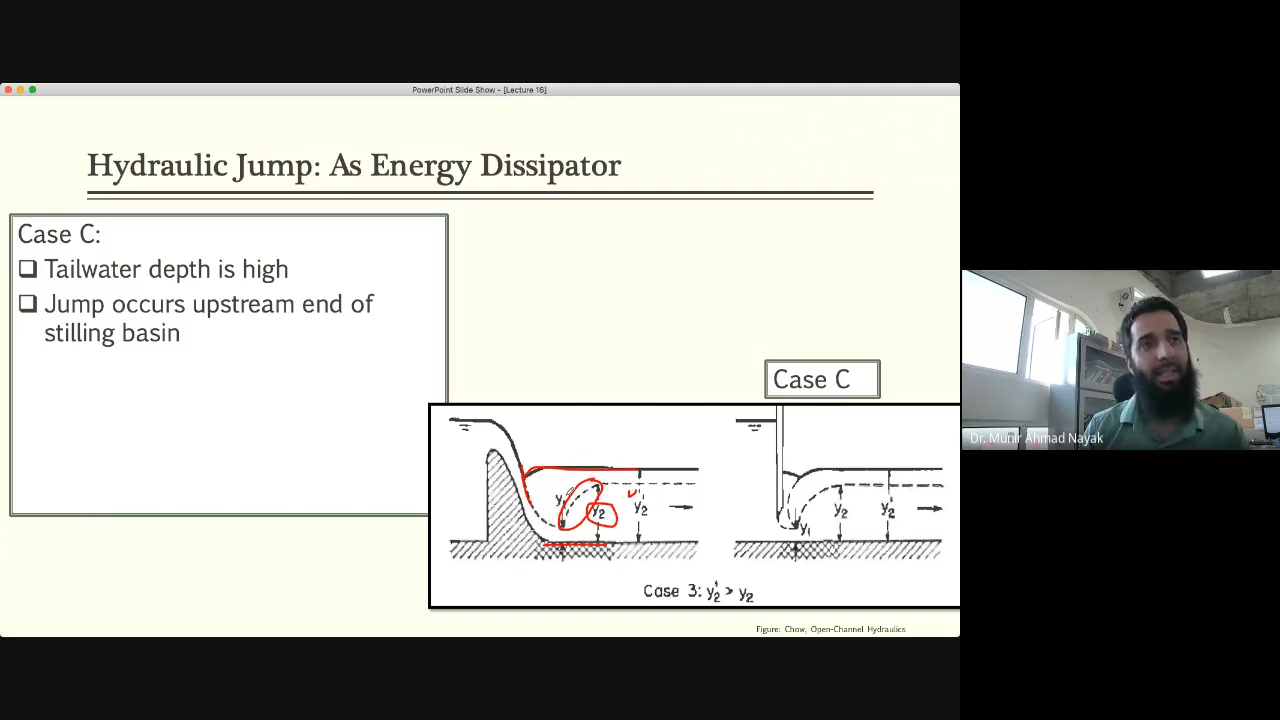 PowerPoint Slide Show - [Lecture 16]
Hydraulic Jump: As Energy Dissipator
Case C:
❑ Tailwater depth is high
❑ Jump occurs upstream end of
stilling basin
Case C
y₂
y₂'
y₁
y₂
y₂'
Case 3: y₂' > y₂
Figure: Chow, Open-Channel Hydraulics
Dr. Munir Ahmad Nayak